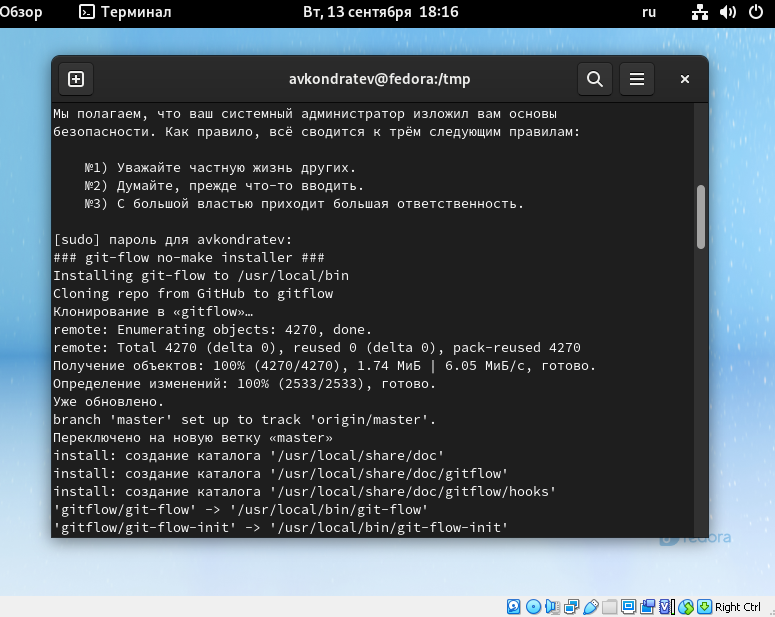 Обзор
Терминал
Вт, 13 сентября 18:16
ru
avkondratev@fedora:/tmp
Мы полагаем, что ваш системный администратор изложил вам основы
безопасности. Как правило, всё сводится к трём следующим правилам:
№1) Уважайте частную жизнь других.
№2) Думайте, прежде что-то вводить.
№3) С большой властью приходит большая ответственность.
[sudo] пароль для avkondratev:
### git-flow no-make installer ###
Installing git-flow to /usr/local/bin
Cloning repo from GitHub to gitflow
Клонирование в «gitflow»…
remote: Enumerating objects: 4270, done.
remote: Total 4270 (delta 0), reused 0 (delta 0), pack-reused 4270
Получение объектов: 100% (4270/4270), 1.74 МиБ | 6.05 МиБ/с, готово.
Определение изменений: 100% (2533/2533), готово.
Уже обновлено.
branch 'master' set up to track 'origin/master'.
Переключено на новую ветку «master»
install: создание каталога '/usr/local/share/doc'
install: создание каталога '/usr/local/share/doc/gitflow'
install: создание каталога '/usr/local/share/doc/gitflow/hooks'
'gitflow/git-flow' -> '/usr/local/bin/git-flow'
'gitflow/git-flow-init' -> '/usr/local/bin/git-flow-init'
fedora
Right Ctrl